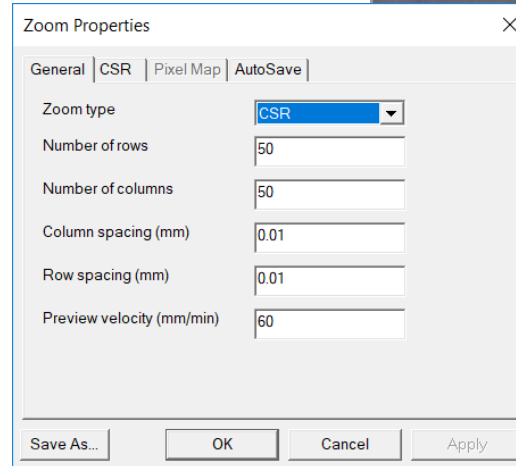 Zoom Properties
General CSR Pixel Map AutoSave
Zoom type CSR
Number of rows 50
Number of columns 50
Column spacing (mm) 0.01
Row spacing (mm) 0.01
Preview velocity (mm/min) 60
Save As... OK Cancel Apply